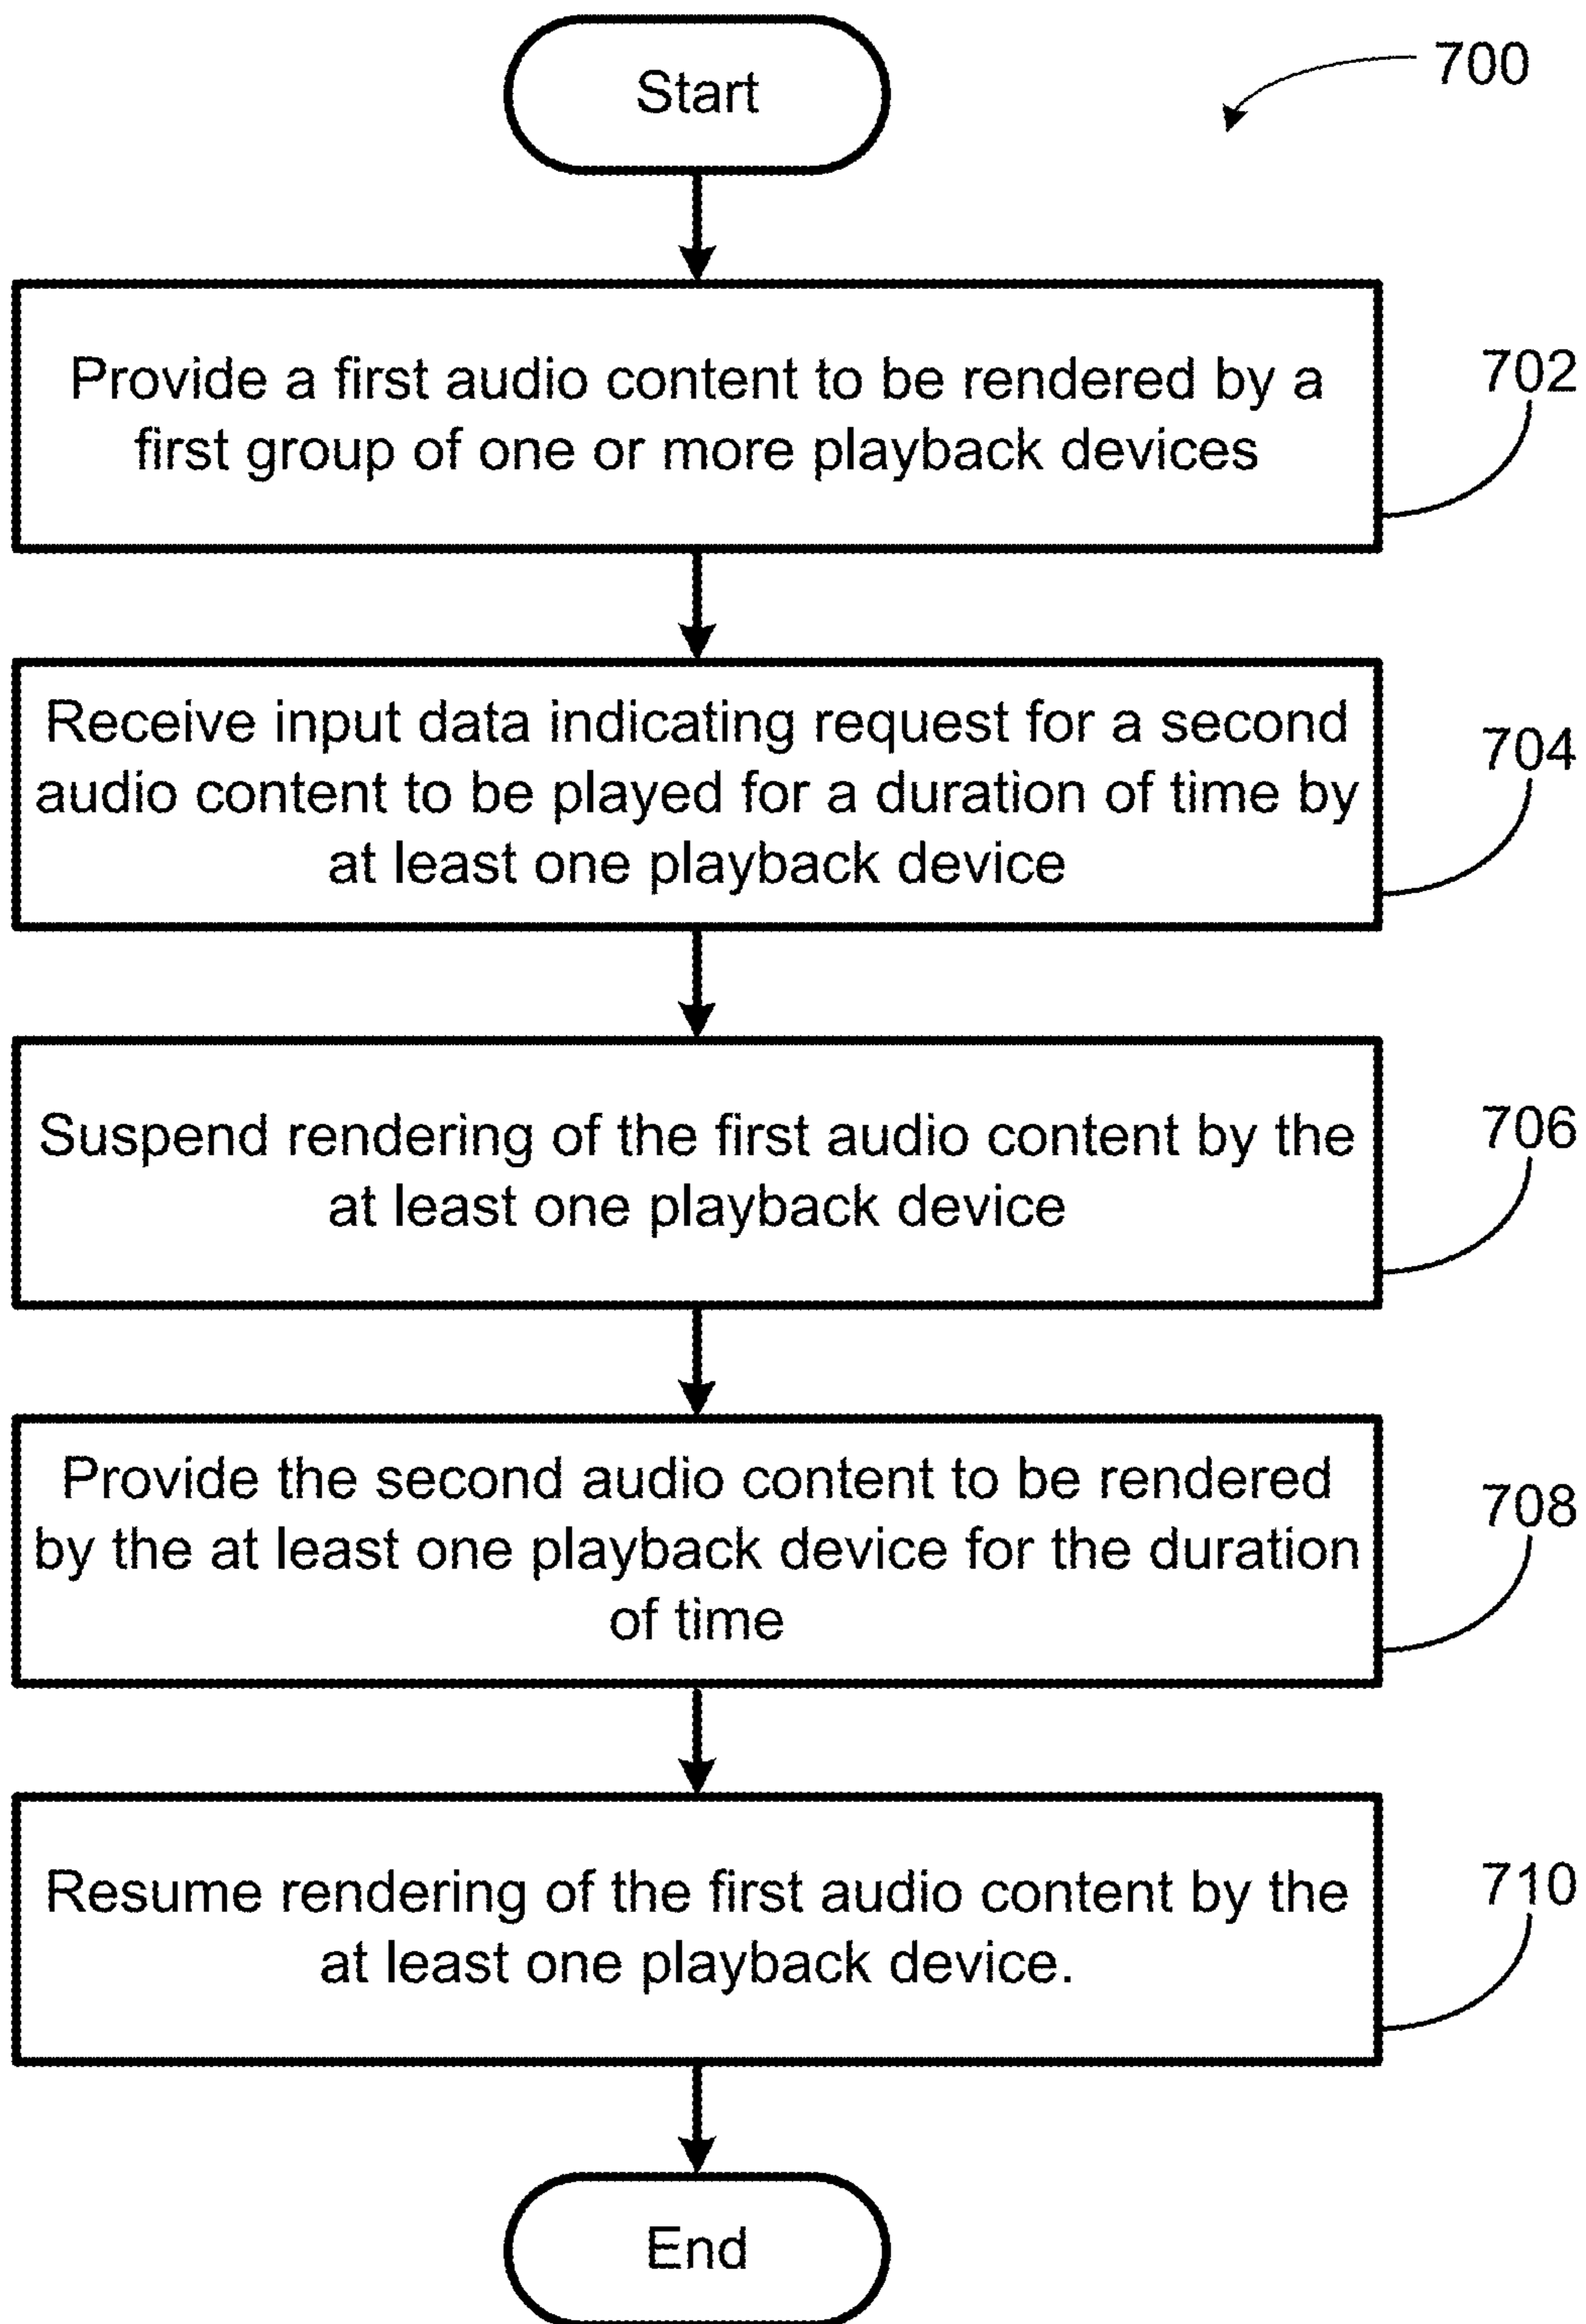 Start
700
Provide a first audio content to be rendered by a
first group of one or more playback devices
702
Receive input data indicating request for a second
audio content to be played for a duration of time by
at least one playback device
704
Suspend rendering of the first audio content by the
at least one playback device
706
Provide the second audio content to be rendered
by the at least one playback device for the duration
of time
708
Resume rendering of the first audio content by the
at least one playback device.
710
End